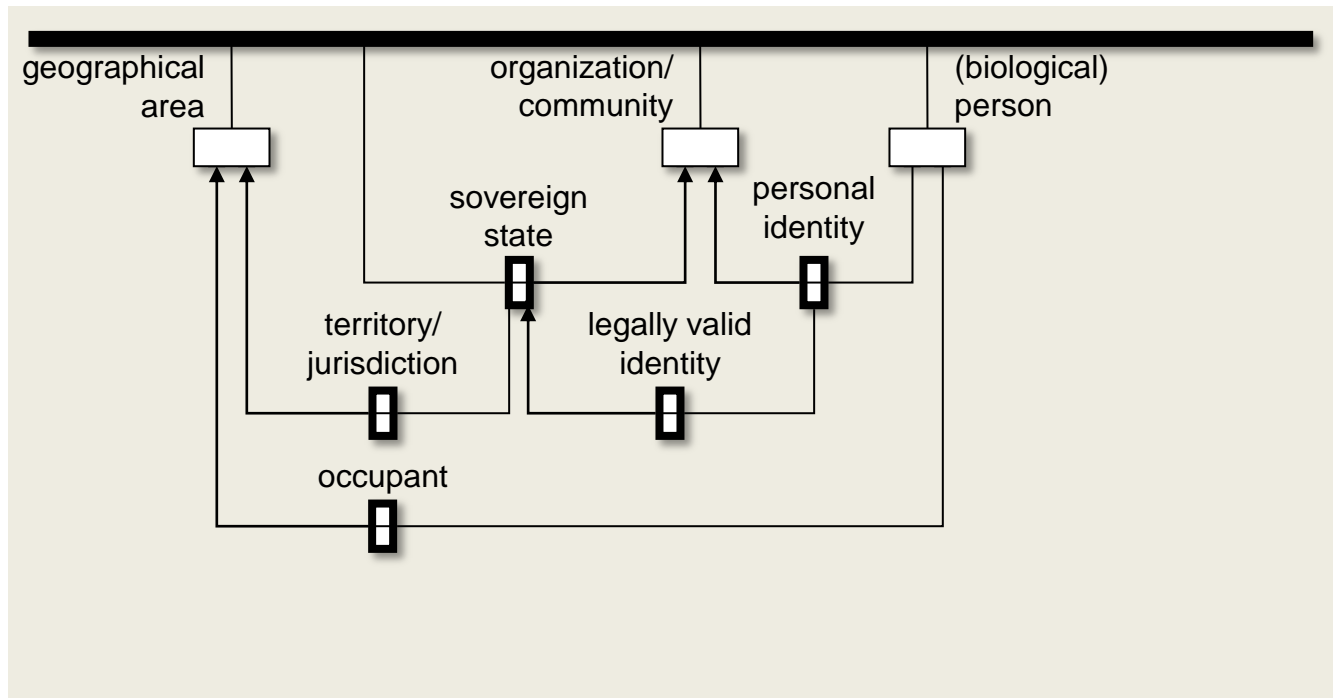 geographical
area
organization/
community
(biological)
person
sovereign
state
personal
identity
territory/
jurisdiction
legally valid
identity
occupant